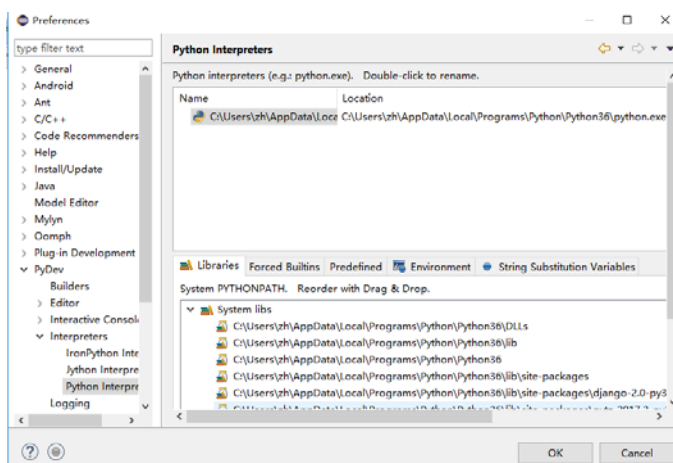 Preferences
type filter text
General
Android
Ant
C/C++
Code Recommenders
Help
Install/Update
Java
Model Editor
Mylyn
Oomph
Plug-in Development
PyDev
Builders
Editor
Interactive Consol
Interpreters
IronPython Inte
Jython Interpre
Python Interpre
Logging
Python Interpreters
Python interpreters (e.g.: python.exe). Double-click to rename.
Name Location
C:\Users\zh\AppData\Loca C:\Users\zh\AppData\Local\Programs\Python\Python36\python.exe
Libraries Forced Builtins Predefined Environment String Substitution Variables
System PYTHONPATH. Reorder with Drag & Drop.
System libs
C:\Users\zh\AppData\Local\Programs\Python\Python36\DLLs
C:\Users\zh\AppData\Local\Programs\Python\Python36\lib
C:\Users\zh\AppData\Local\Programs\Python\Python36
C:\Users\zh\AppData\Local\Programs\Python\Python36\lib\site-packages
C:\Users\zh\AppData\Local\Programs\Python\Python36\lib\site-packages\django-2.0-py3
OK Cancel